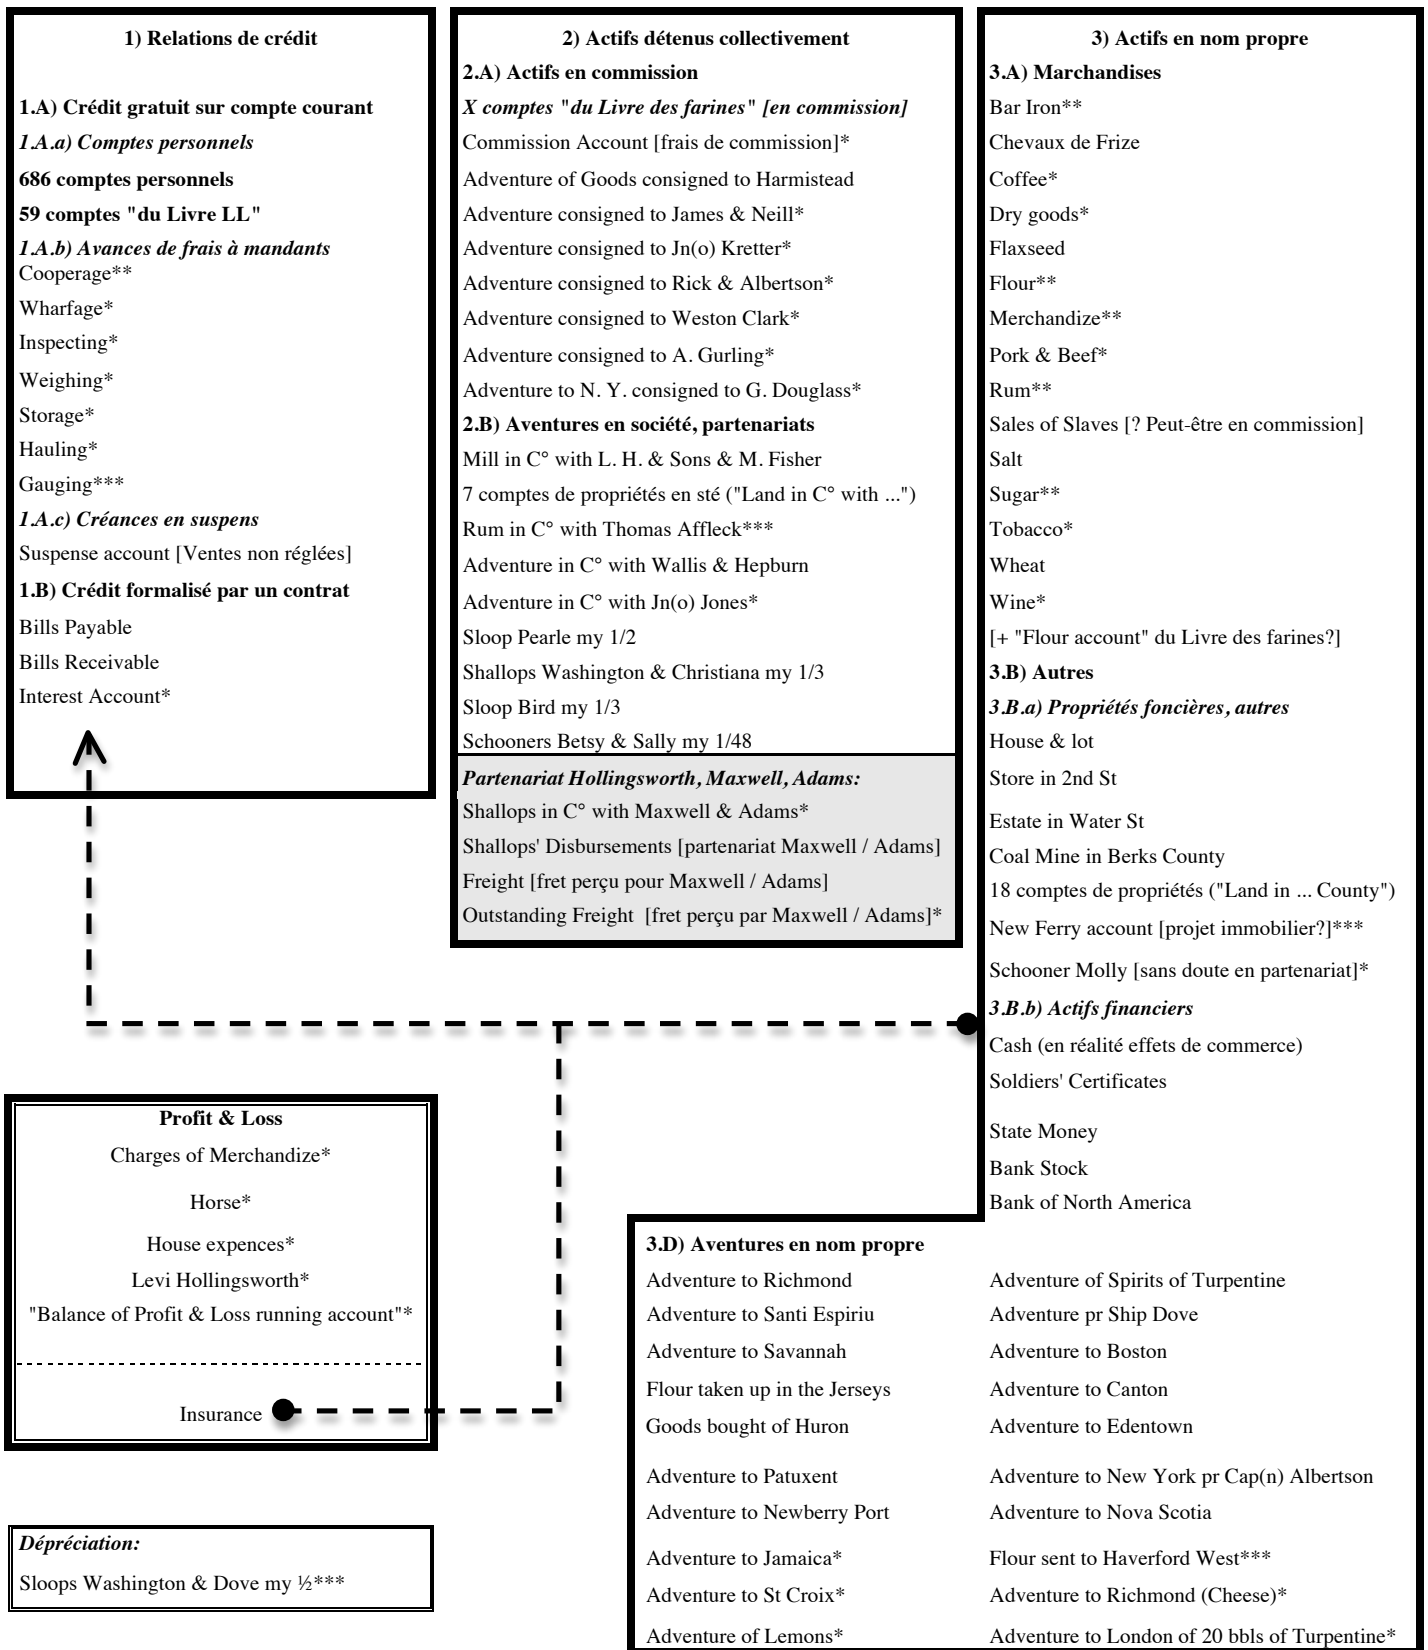 1) Relations de crédit
1.A) Crédit gratuit sur compte courant
1.A.a) Comptes personnels
686 comptes personnels
59 comptes "du Livre LL"
1.A.b) Avances de frais à mandants
Cooperage**
Wharfage*
Inspecting*
Weighing*
Storage*
Hauling*
Gauging***
1.A.c) Créances en suspens
Suspense account [Ventes non réglées]
1.B) Crédit formalisé par un contrat
Bills Payable
Bills Receivable
Interest Account*
2) Actifs détenus collectivement
2.A) Actifs en commission
X comptes "du Livre des farines" [en commission]
Commission Account [frais de commission]*
Adventure of Goods consigned to Harmistead
Adventure consigned to James & Neill*
Adventure consigned to Jn(o) Kretter*
Adventure consigned to Rick & Albertson*
Adventure consigned to Weston Clark*
Adventure consigned to A. Gurling*
Adventure to N. Y. consigned to G. Douglass*
2.B) Aventures en société, partenariats
Mill in C° with L. H. & Sons & M. Fisher
7 comptes de propriétés en sté ("Land in C° with ...")
Rum in C° with Thomas Affleck***
Adventure in C° with Wallis & Hepburn
Adventure in C° with Jn(o) Jones*
Sloop Pearle my 1/2
Shallops Washington & Christiana my 1/3
Sloop Bird my 1/3
Schooners Betsy & Sally my 1/48
Partenariat Hollingsworth, Maxwell, Adams:
Shallops in C° with Maxwell & Adams*
Shallops' Disbursements [partenariat Maxwell / Adams]
Freight [fret perçu pour Maxwell / Adams]
Outstanding Freight [fret perçu par Maxwell / Adams]*
3) Actifs en nom propre
3.A) Marchandises
Bar Iron**
Chevaux de Frize
Coffee*
Dry goods*
Flaxseed
Flour**
Merchandize**
Pork & Beef*
Rum**
Sales of Slaves [? Peut-être en commission]
Salt
Sugar**
Tobacco*
Wheat
Wine*
[+ "Flour account" du Livre des farines?]
3.B) Autres
3.B.a) Propriétés foncières, autres
House & lot
Store in 2nd St
Estate in Water St
Coal Mine in Berks County
18 comptes de propriétés ("Land in ... County")
New Ferry account [projet immobilier?]***
Schooner Molly [sans doute en partenariat]*
3.B.b) Actifs financiers
Cash (en réalité effets de commerce)
Soldiers' Certificates
State Money
Bank Stock
Bank of North America
3.D) Aventures en nom propre
Adventure to Richmond
Adventure to Santi Espiriu
Adventure to Savannah
Flour taken up in the Jerseys
Goods bought of Huron
Adventure to Patuxent
Adventure to Newberry Port
Adventure to Jamaica*
Adventure to St Croix*
Adventure of Lemons*
Adventure of Spirits of Turpentine
Adventure pr Ship Dove
Adventure to Boston
Adventure to Canton
Adventure to Edentown
Adventure to New York pr Cap(n) Albertson
Adventure to Nova Scotia
Flour sent to Haverford West***
Adventure to Richmond (Cheese)*
Adventure to London of 20 bbls of Turpentine*
Profit & Loss
Charges of Merchandize*
Horse*
House expences*
Levi Hollingsworth*
"Balance of Profit & Loss running account"*
Insurance
Dépréciation:
Sloops Washington & Dove my ½***